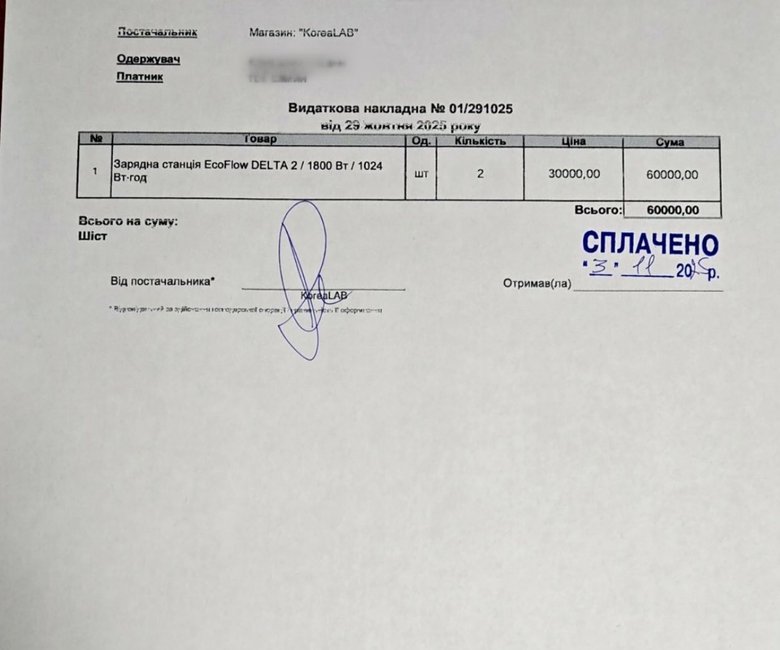 Постачальник Магазин: "KoreaLAB"
Одержувач
Платник
Видаткова накладна № 01/291025
від 29 жовтня 2025 року
№ Товар Од. Кількість Ціна Сума
1 Зарядна станція EcoFlow DELTA 2 / 1800 Вт / 1024 Вт-год шт 2 30000,00 60000,00
Всього: 60000,00
Всього на суму:
Шіст
СПЛАЧЕНО
"3" 11 2025р.
Від постачальника* Отримав(ла)
KoreaLAB